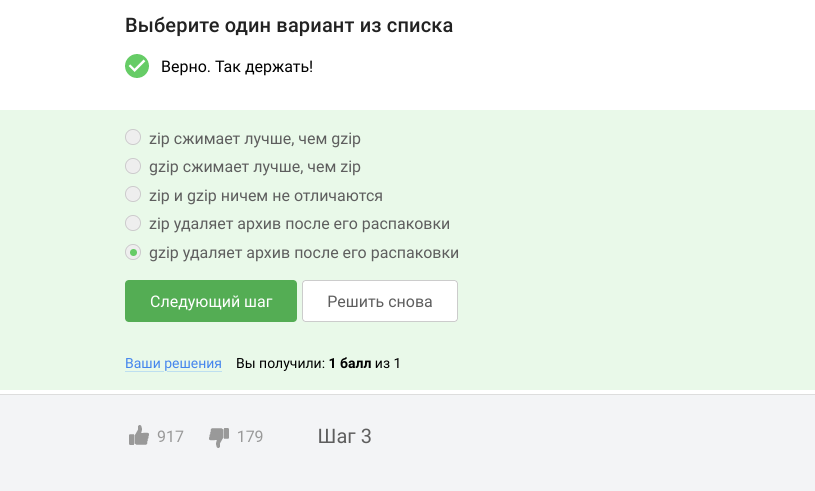 Выберите один вариант из списка
Верно. Так держать!
zip сжимает лучше, чем gzip
gzip сжимает лучше, чем zip
zip и gzip ничем не отличаются
zip удаляет архив после его распаковки
gzip удаляет архив после его распаковки
Следующий шаг Решить снова
Ваши решения Вы получили: 1 балл из 1
917 179 Шаг 3